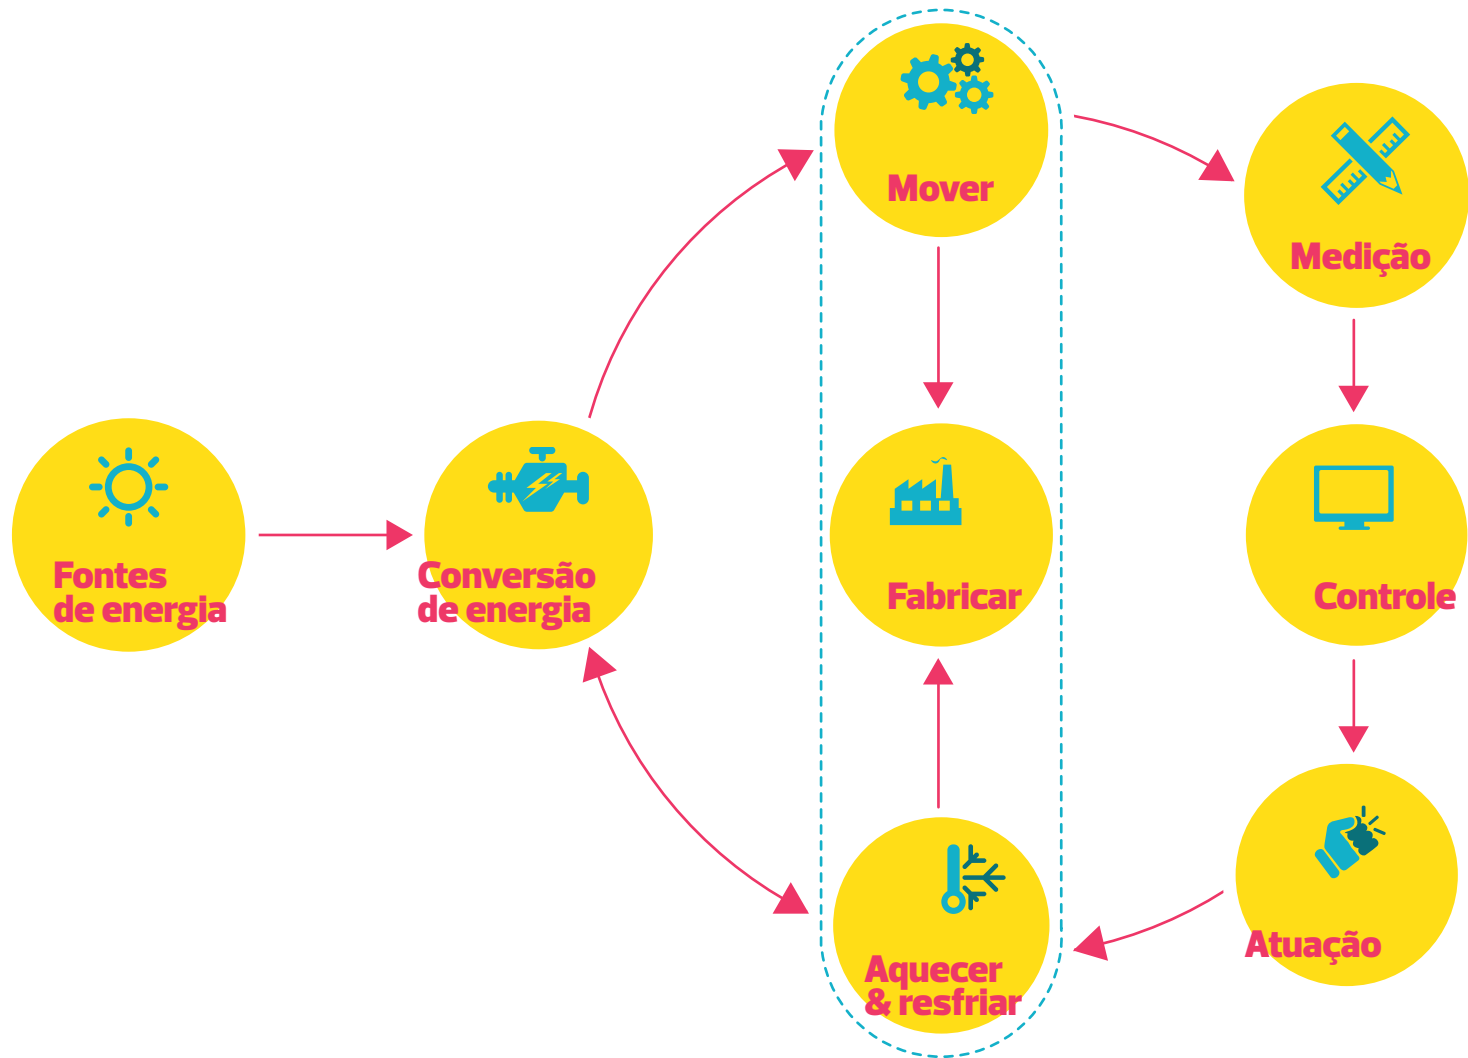 Mover
Medição
Fontes
de energia
Conversão
de energia
Fabricar
Controle
Aquecer
& resfriar
Atuação